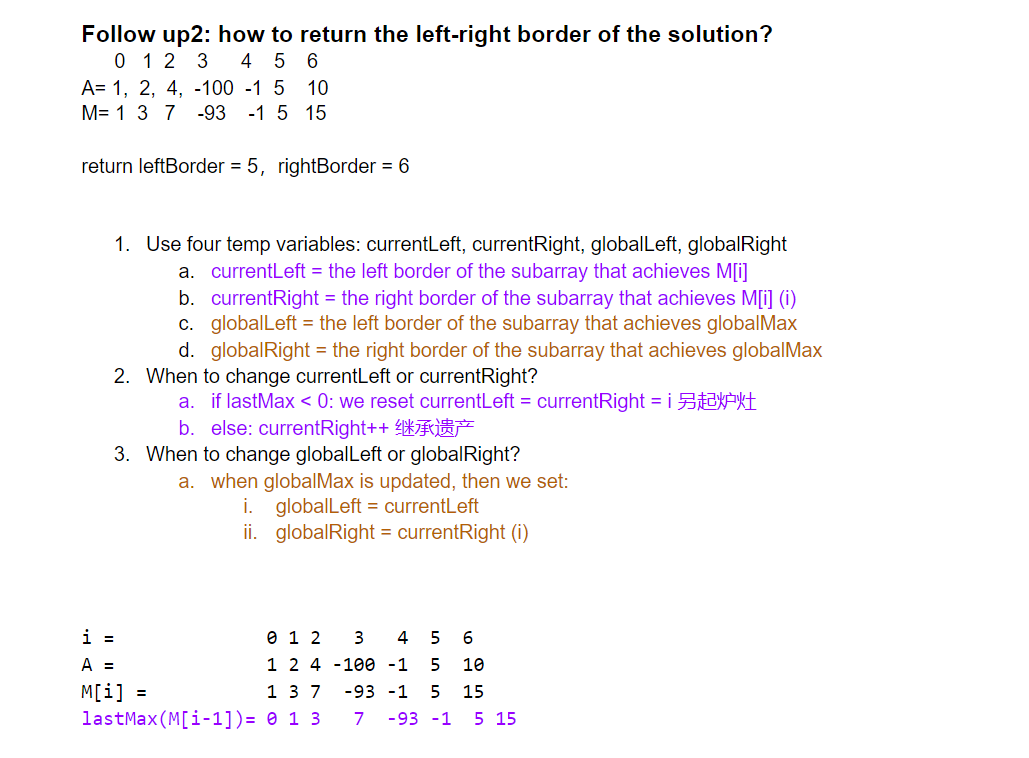 Follow up2: how to return the left-right border of the solution?
0 1 2 3 4 5 6
A= 1, 2, 4, -100 -1 5 10
M= 1 3 7 -93 -1 5 15
return leftBorder = 5, rightBorder = 6
1. Use four temp variables: currentLeft, currentRight, globalLeft, globalRight
a. currentLeft = the left border of the subarray that achieves M[i]
b. currentRight = the right border of the subarray that achieves M[i] (i)
c. globalLeft = the left border of the subarray that achieves globalMax
d. globalRight = the right border of the subarray that achieves globalMax
2. When to change currentLeft or currentRight?
a. if lastMax < 0: we reset currentLeft = currentRight = i 另起炉灶
b. else: currentRight++ 继承遗产
3. When to change globalLeft or globalRight?
a. when globalMax is updated, then we set:
i. globalLeft = currentLeft
ii. globalRight = currentRight (i)
i = 0 1 2 3 4 5 6
A = 1 2 4 -100 -1 5 10
M[i] = 1 3 7 -93 -1 5 15
lastMax(M[i-1])= 0 1 3 7 -93 -1 5 15